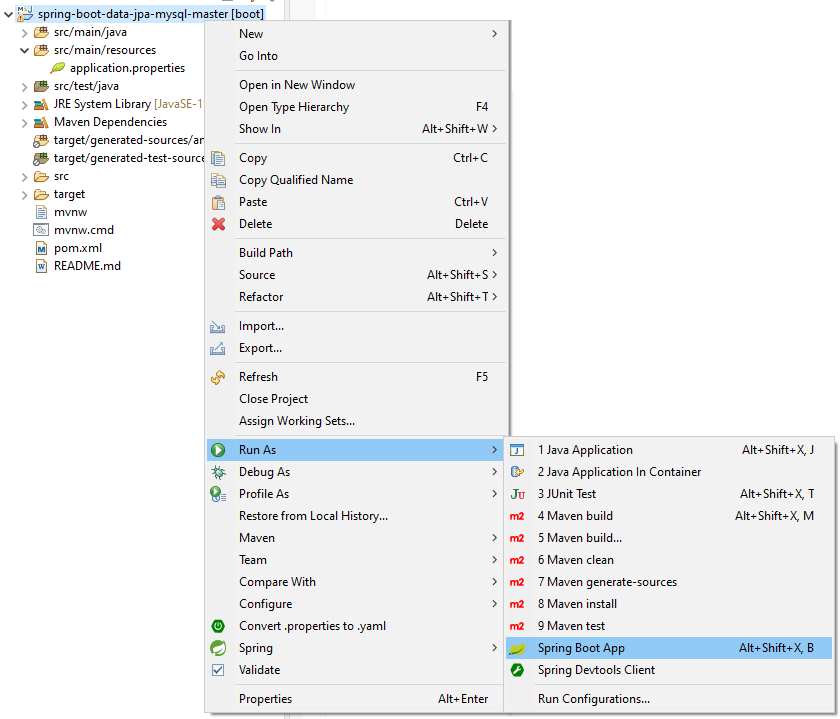 spring-boot-data-jpa-mysql-master [boot]
src/main/java
src/main/resources
application.properties
src/test/java
JRE System Library [JavaSE-1
Maven Dependencies
target/generated-sources/an
target/generated-test-source
src
target
mvnw
mvnw.cmd
pom.xml
README.md
New
Go Into
Open in New Window
Open Type Hierarchy F4
Show In Alt+Shift+W
Copy Ctrl+C
Copy Qualified Name
Paste Ctrl+V
Delete Delete
Build Path
Source Alt+Shift+S
Refactor Alt+Shift+T
Import...
Export...
Refresh F5
Close Project
Assign Working Sets...
Run As
Debug As
Profile As
Restore from Local History...
Maven
Team
Compare With
Configure
Convert .properties to .yaml
Spring
Validate
Properties Alt+Enter
1 Java Application Alt+Shift+X, J
2 Java Application In Container
3 JUnit Test Alt+Shift+X, T
m2 4 Maven build Alt+Shift+X, M
m2 5 Maven build...
m2 6 Maven clean
m2 7 Maven generate-sources
m2 8 Maven install
m2 9 Maven test
Spring Boot App Alt+Shift+X, B
Spring Devtools Client
Run Configurations...